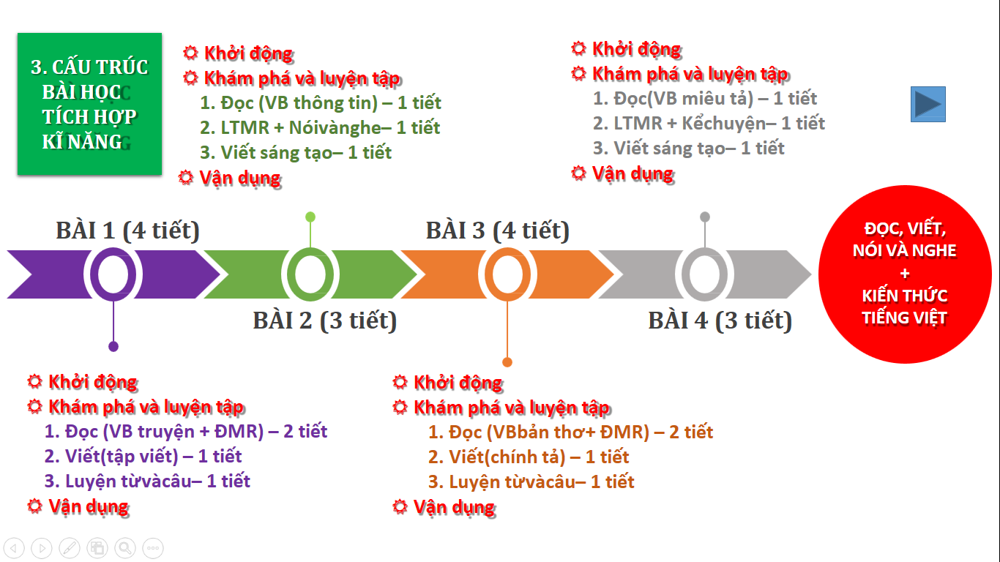 3. CẤU TRÚC
BÀI HỌC
TÍCH HỢP
KĨ NĂNG
Khởi động
Khám phá và luyện tập
1. Đọc (VB thông tin) – 1 tiết
2. LTMR + Nóivànghe– 1 tiết
3. Viết sáng tạo– 1 tiết
Vận dụng
Khởi động
Khám phá và luyện tập
1. Đọc(VB miêu tả) – 1 tiết
2. LTMR + Kểchuyện– 1 tiết
3. Viết sáng tạo– 1 tiết
Vận dụng
BÀI 1 (4 tiết)
BÀI 2 (3 tiết)
BÀI 3 (4 tiết)
BÀI 4 (3 tiết)
ĐỌC, VIẾT,
NÓI VÀ NGHE
+
KIẾN THỨC
TIẾNG VIỆT
Khởi động
Khám phá và luyện tập
1. Đọc (VB truyện + ĐMR) – 2 tiết
2. Viết(tập viết) – 1 tiết
3. Luyện từvàcâu– 1 tiết
Vận dụng
Khởi động
Khám phá và luyện tập
1. Đọc (VBbản thơ+ ĐMR) – 2 tiết
2. Viết(chính tả) – 1 tiết
3. Luyện từvàcâu– 1 tiết
Vận dụng